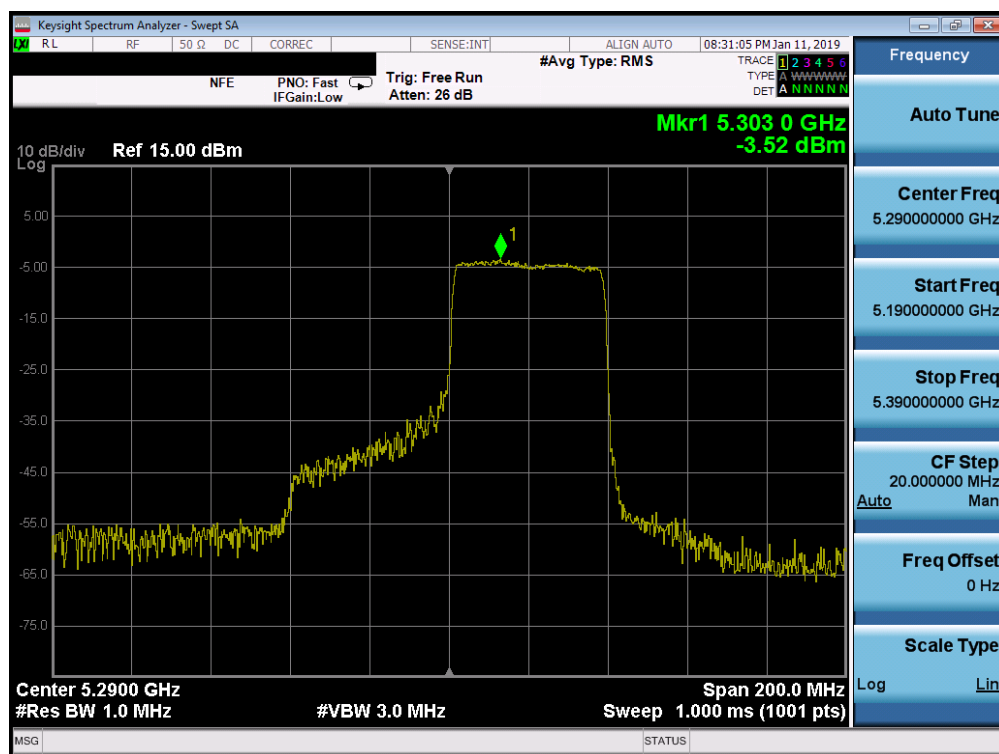 Keysight Spectrum Analyzer - Swept SA
LXI RL RF 50 Ω DC CORREC SENSE:INT ALIGN AUTO 08:31:05 PM Jan 11, 2019
#Avg Type: RMS TRACE 1 2 3 4 5 6
NFE PNO: Fast Trig: Free Run TYPE A WWWWW
IFGain:Low Atten: 26 dB DET A N N N N N
Mkr1 5.303 0 GHz
-3.52 dBm
10 dB/div Ref 15.00 dBm
Log
1
5.00
-5.00
-15.0
-25.0
-35.0
-45.0
-55.0
-65.0
-75.0
Center 5.2900 GHz Span 200.0 MHz
#Res BW 1.0 MHz #VBW 3.0 MHz Sweep 1.000 ms (1001 pts)
MSG STATUS
Frequency
Auto Tune
Center Freq
5.290000000 GHz
Start Freq
5.190000000 GHz
Stop Freq
5.390000000 GHz
CF Step
20.000000 MHz
Auto Man
Freq Offset
0 Hz
Scale Type
Log Lin